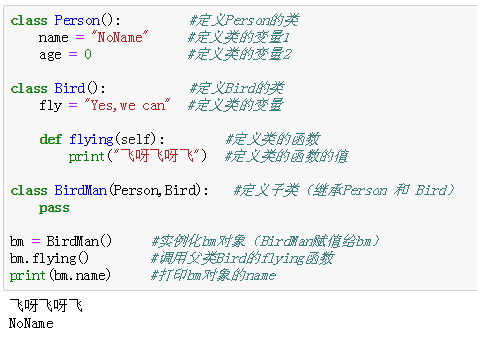 class Person():          #定义Person的类
    name = "NoName"      #定义类的变量1
    age = 0              #定义类的变量2
class Bird():            #定义Bird的类
    fly = "Yes,we can"   #定义类的变量
    def flying(self):        #定义类的函数
        print("飞呀飞呀飞")  #定义类的函数的值
class BirdMan(Person,Bird):   #定义子类（继承Person 和 Bird）
    pass
bm = BirdMan()     #实例化bm对象（BirdMan赋值给bm）
bm.flying()        #调用父类Bird的flying函数
print(bm.name)     #打印bm对象的name
飞呀飞呀飞
NoName